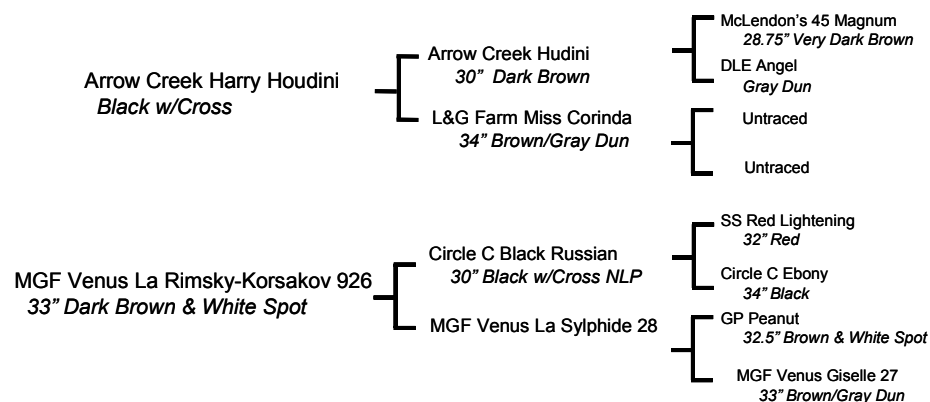 Arrow Creek Harry Houdini
Black w/Cross
Arrow Creek Hudini
30” Dark Brown
L&G Farm Miss Corinda
34” Brown/Gray Dun
McLendon’s 45 Magnum
28.75” Very Dark Brown
DLE Angel
Gray Dun
Untraced
Untraced
MGF Venus La Rimsky-Korsakov 926
33” Dark Brown & White Spot
Circle C Black Russian
30” Black w/Cross NLP
MGF Venus La Sylphide 28
SS Red Lightening
32” Red
Circle C Ebony
34” Black
GP Peanut
32.5” Brown & White Spot
MGF Venus Giselle 27
33” Brown/Gray Dun